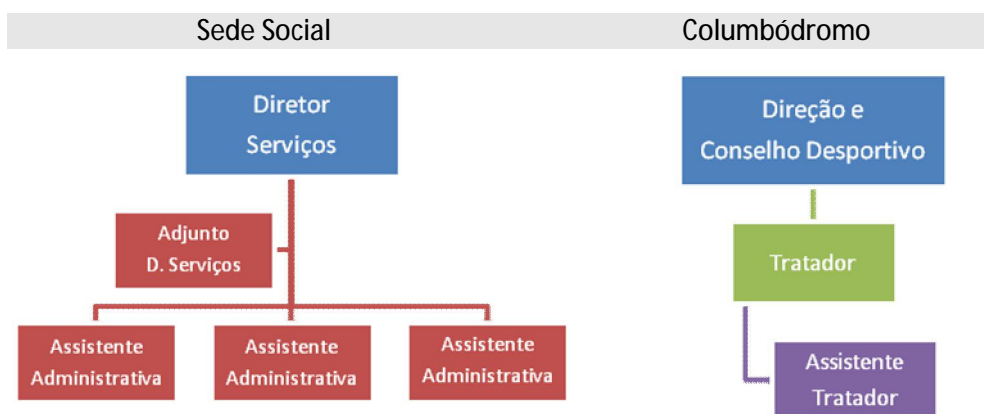 Sede Social
Columbódromo
Diretor
Serviços
Adjunto
D. Serviços
Assistente
Administrativa
Assistente
Administrativa
Assistente
Administrativa
Direção e
Conselho Desportivo
Tratador
Assistente
Tratador